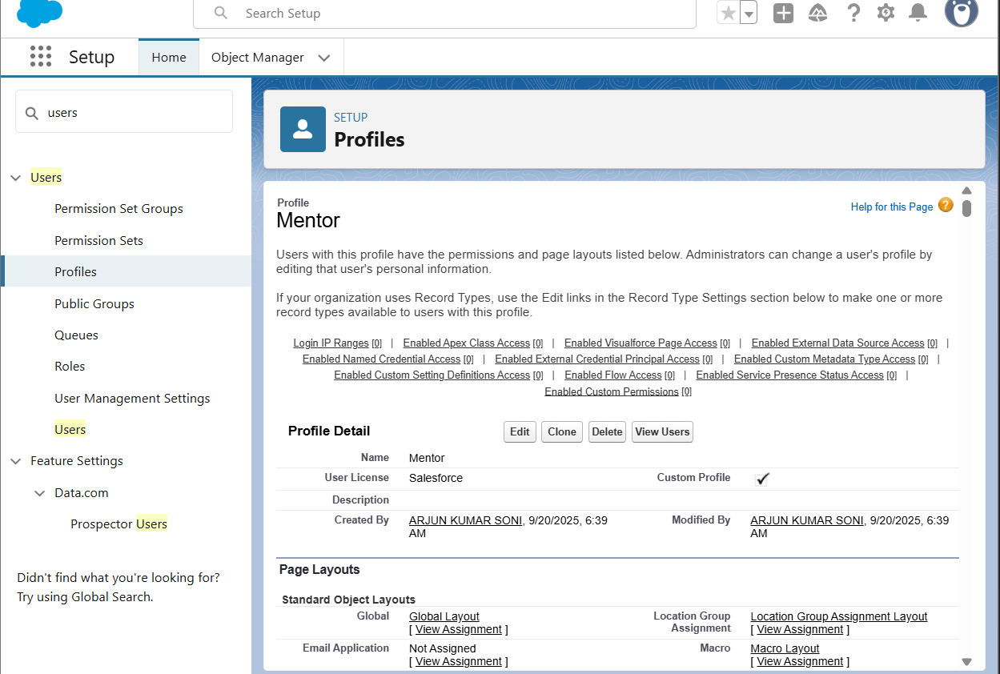 Search Setup
Setup
Home
Object Manager
users
Users
Permission Set Groups
Permission Sets
Profiles
Public Groups
Queues
Roles
User Management Settings
Users
Feature Settings
Data.com
Prospector Users
Didn't find what you're looking for?
Try using Global Search.
SETUP
Profiles
Profile
Mentor
Help for this Page ?
Users with this profile have the permissions and page layouts listed below. Administrators can change a user's profile by
editing that user's personal information.
If your organization uses Record Types, use the Edit links in the Record Type Settings section below to make one or more
record types available to users with this profile.
Login IP Ranges [0] | Enabled Apex Class Access [0] | Enabled Visualforce Page Access [0] | Enabled External Data Source Access [0] |
Enabled Named Credential Access [0] | Enabled External Credential Principal Access [0] | Enabled Custom Metadata Type Access [0] |
Enabled Custom Setting Definitions Access [0] | Enabled Flow Access [0] | Enabled Service Presence Status Access [0] |
Enabled Custom Permissions [0]
Profile Detail Edit Clone Delete View Users
Name Mentor
User License Salesforce Custom Profile
Description
Created By ARJUN KUMAR SONI, 9/20/2025, 6:39
AM
Modified By ARJUN KUMAR SONI, 9/20/2025, 6:39
AM
Page Layouts
Standard Object Layouts
Global Global Layout
[ View Assignment ]
Location Group
Assignment
Location Group Assignment Layout
[ View Assignment ]
Email Application Not Assigned
[ View Assignment ]
Macro Macro Layout
[ View Assignment ]